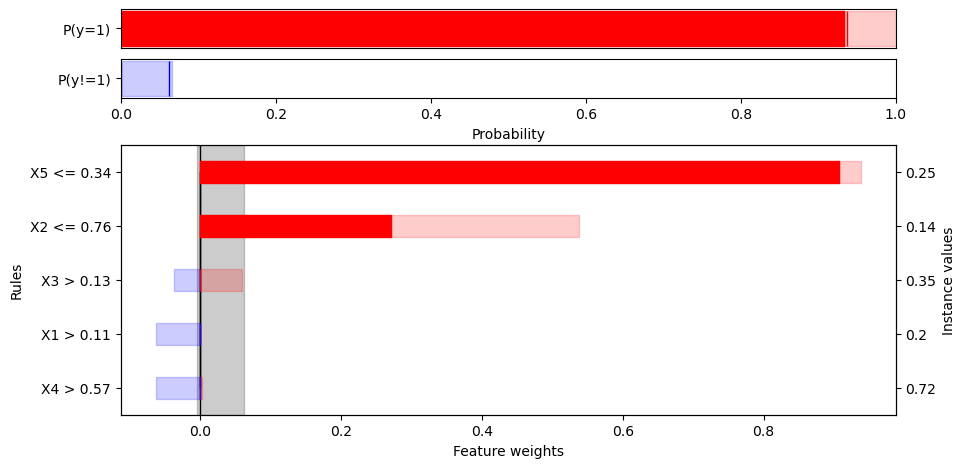 P(y=1)
P(y!=1)
0.0 0.2 0.4 0.6 0.8 1.0
Probability
X5 <= 0.34 0.25
X2 <= 0.76 0.14
X3 > 0.13 0.35
X1 > 0.11 0.2
X4 > 0.57 0.72
Rules
Instance values
0.0 0.2 0.4 0.6 0.8
Feature weights